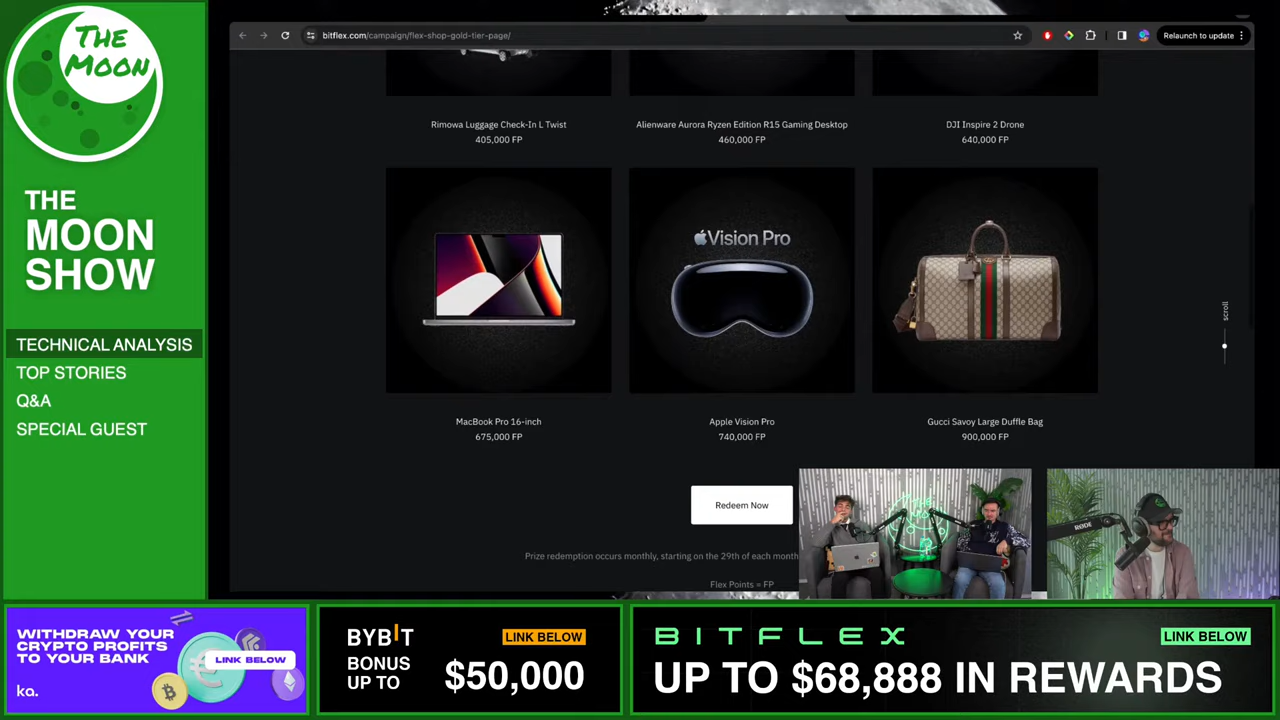 THE
MOON
THE
MOON
SHOW
TECHNICAL ANALYSIS
TOP STORIES
Q&A
SPECIAL GUEST
bitflex.com/campaign/flex-shop-gold-tier-page/
Relaunch to update
Rimowa Luggage Check-In L Twist
405,000 FP
Alienware Aurora Ryzen Edition R15 Gaming Desktop
460,000 FP
DJI Inspire 2 Drone
640,000 FP
Vision Pro
scroll
MacBook Pro 16-inch
675,000 FP
Apple Vision Pro
740,000 FP
Gucci Savoy Large Duffle Bag
900,000 FP
Redeem Now
Prize redemption occurs monthly, starting on the 29th of each month
Flex Points = FP
RØDE
WITHDRAW YOUR
CRYPTO PROFITS
TO YOUR BANK
LINK BELOW
ka.
BYBIT
LINK BELOW
BONUS
UP TO
$50,000
BITFLEX
LINK BELOW
UP TO $68,888 IN REWARDS